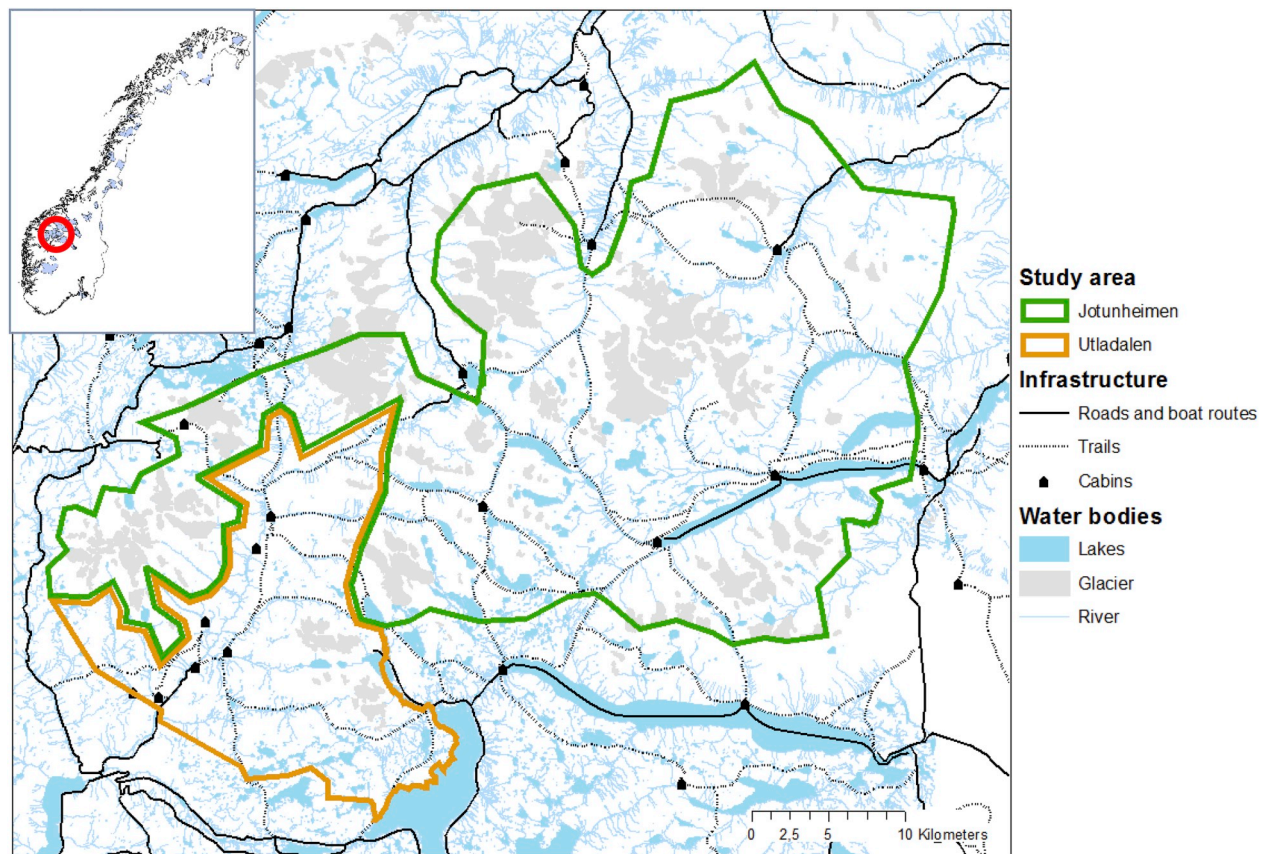 Study area
Jotunheimen
Utladalen
Infrastructure
Roads and boat routes
Trails
Cabins
Water bodies
Lakes
Glacier
River
0 2.5 5 10 Kilometers